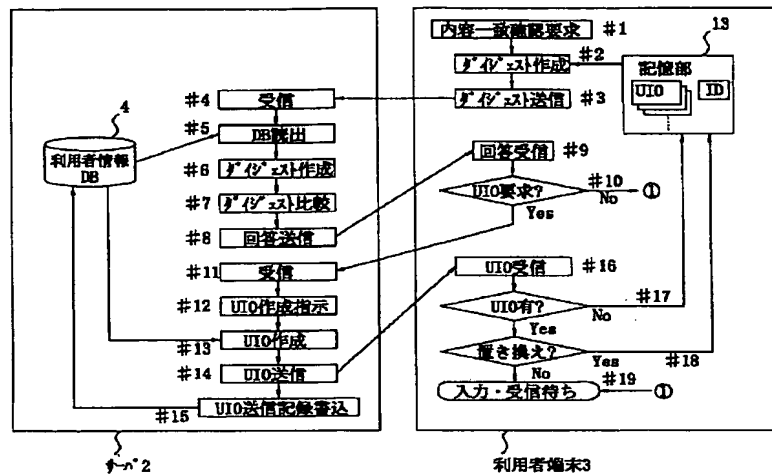 内容一致確認要求 #1
#2
ダイジェスト作成
ダイジェスト送信 #3
13
記憶部
UIO
ID
#4 受信
#5 DB読出
#6 ダイジェスト作成
#7 ダイジェスト比較
#8 回答送信
#11 受信
#12 UIO作成指示
#13 UIO作成
#14 UIO送信
#15 UIO送信記録書込
4
利用者情報
DB
回答受信 #9
UIO要求? #10
No ①
Yes
UIO受信 #16
UIO有? #17
No
Yes
置き換え? Yes #18
No
入力・受信待ち #19 ①
サーバ2
利用者端末3